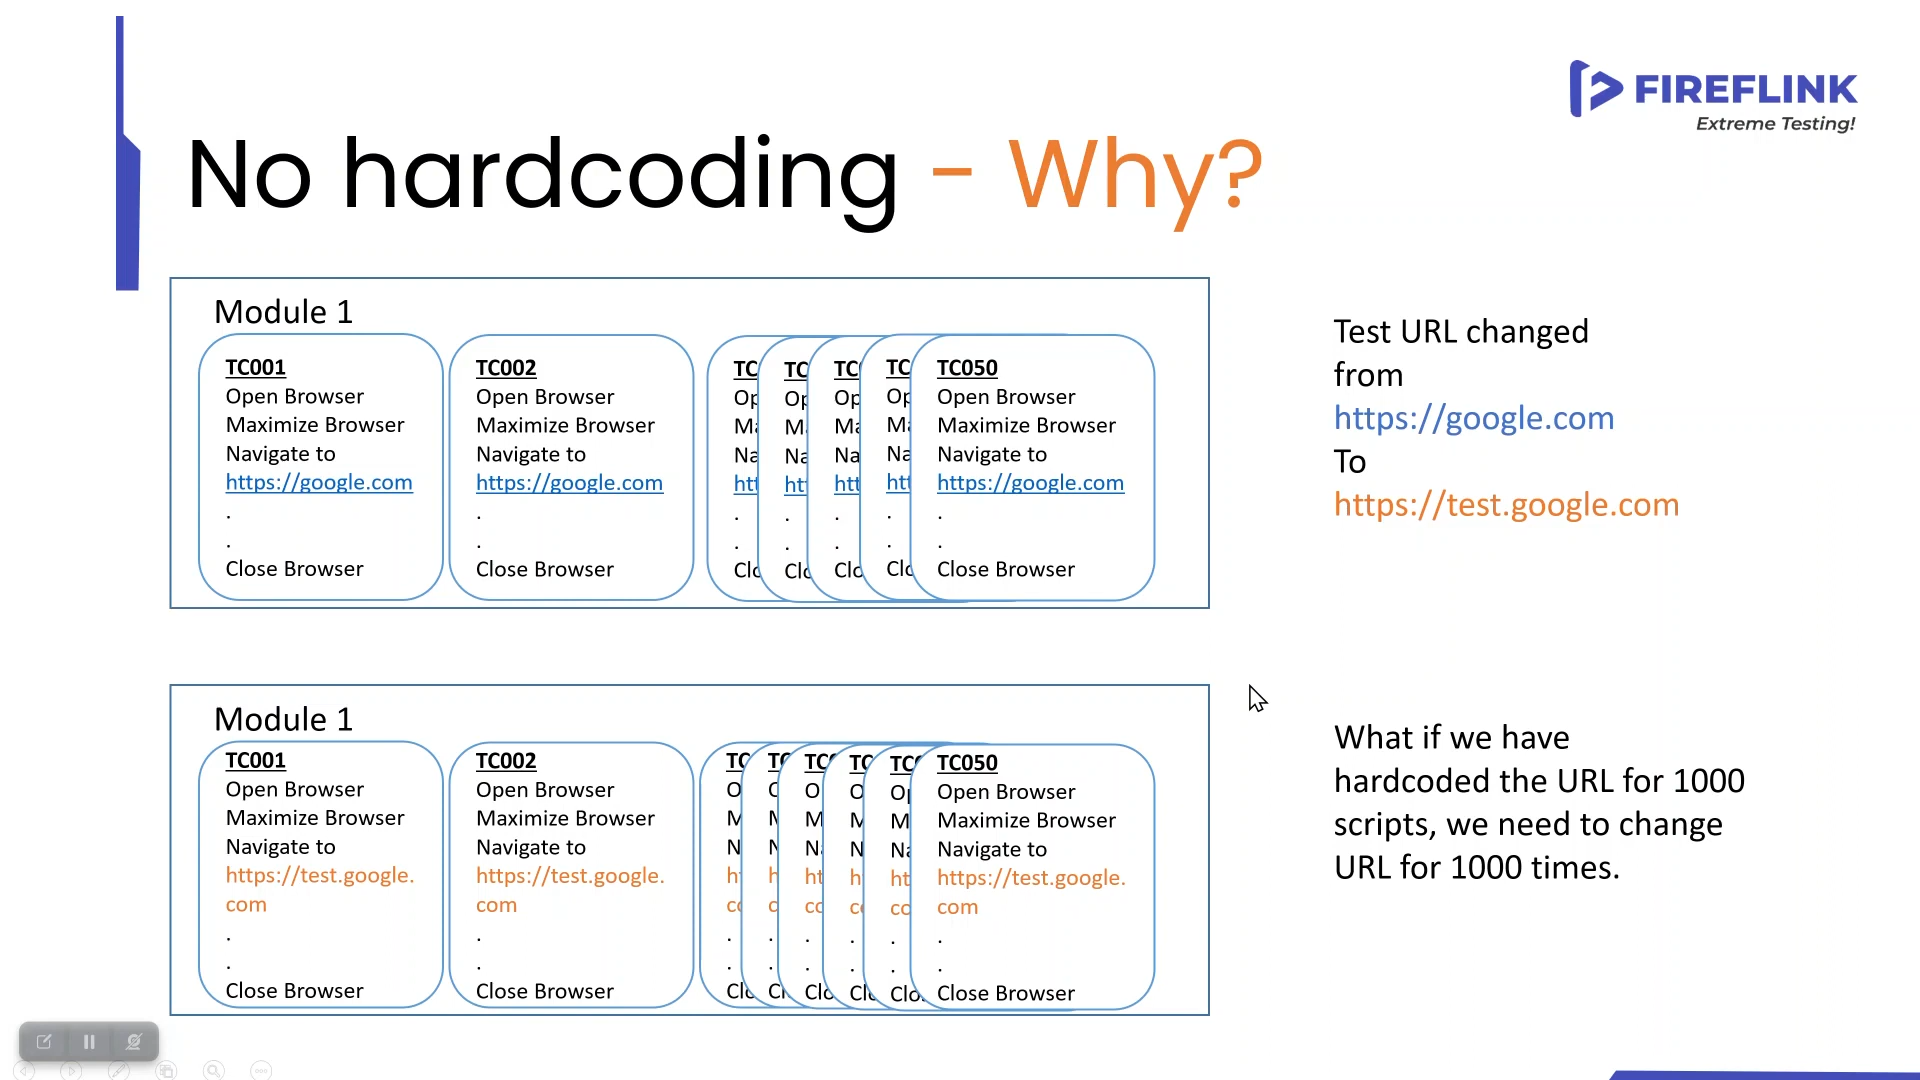 FIREFLINK
Extreme Testing!
No hardcoding - Why?
Module 1
TC001
Open Browser
Maximize Browser
Navigate to
https://google.com
.
.
Close Browser
TC002
Open Browser
Maximize Browser
Navigate to
https://google.com
.
.
Close Browser
TC050
Open Browser
Maximize Browser
Navigate to
https://google.com
.
.
Close Browser
Test URL changed
from
https://google.com
To
https://test.google.com
Module 1
TC001
Open Browser
Maximize Browser
Navigate to
https://test.google.
com
.
.
Close Browser
TC002
Open Browser
Maximize Browser
Navigate to
https://test.google.
com
.
.
Close Browser
TC050
Open Browser
Maximize Browser
Navigate to
https://test.google.
com
.
.
Close Browser
What if we have
hardcoded the URL for 1000
scripts, we need to change
URL for 1000 times.